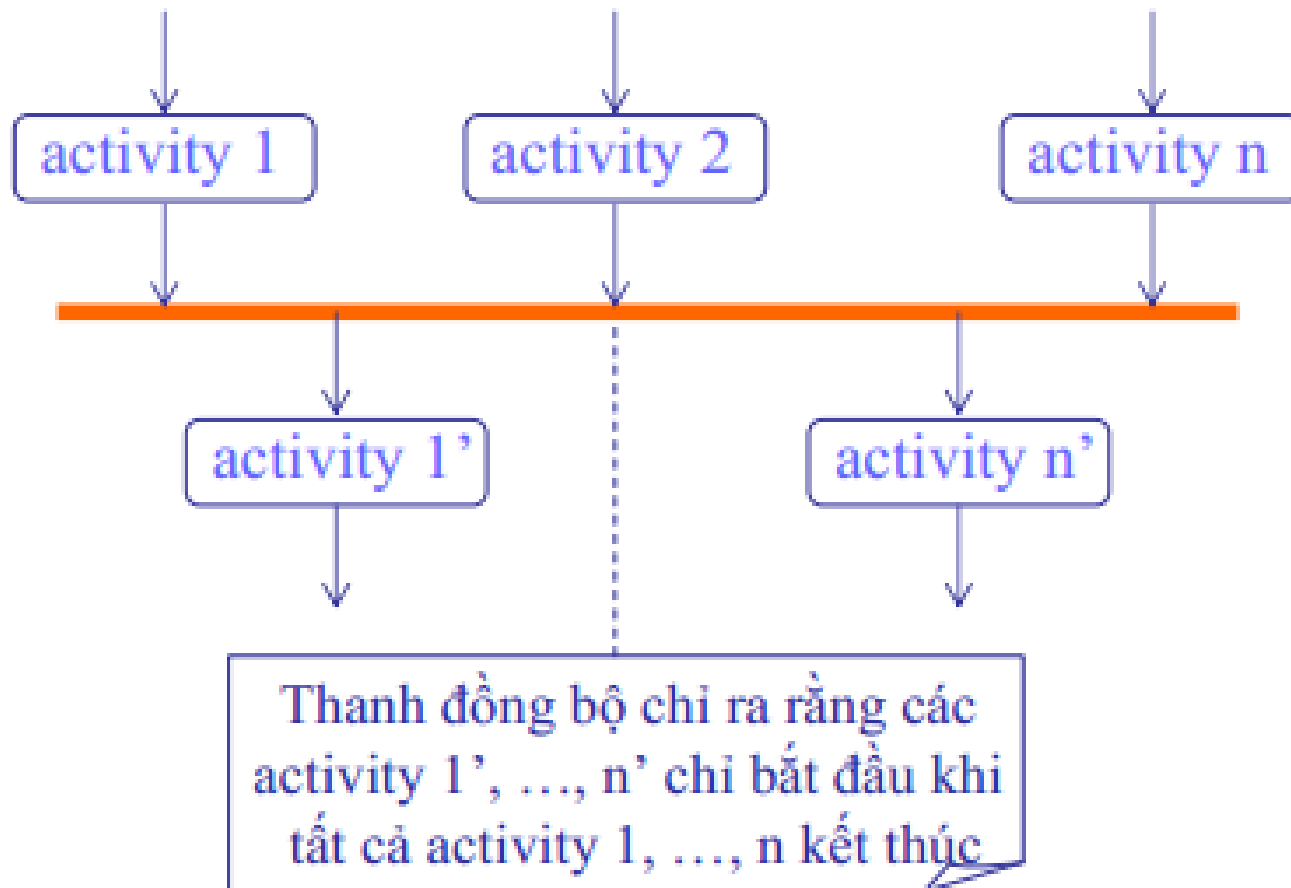 activity 1
activity 2
activity n
activity 1’
activity n’
Thanh đồng bộ chỉ ra rằng các
activity 1’, …, n’ chỉ bắt đầu khi
tất cả activity 1, …, n kết thúc